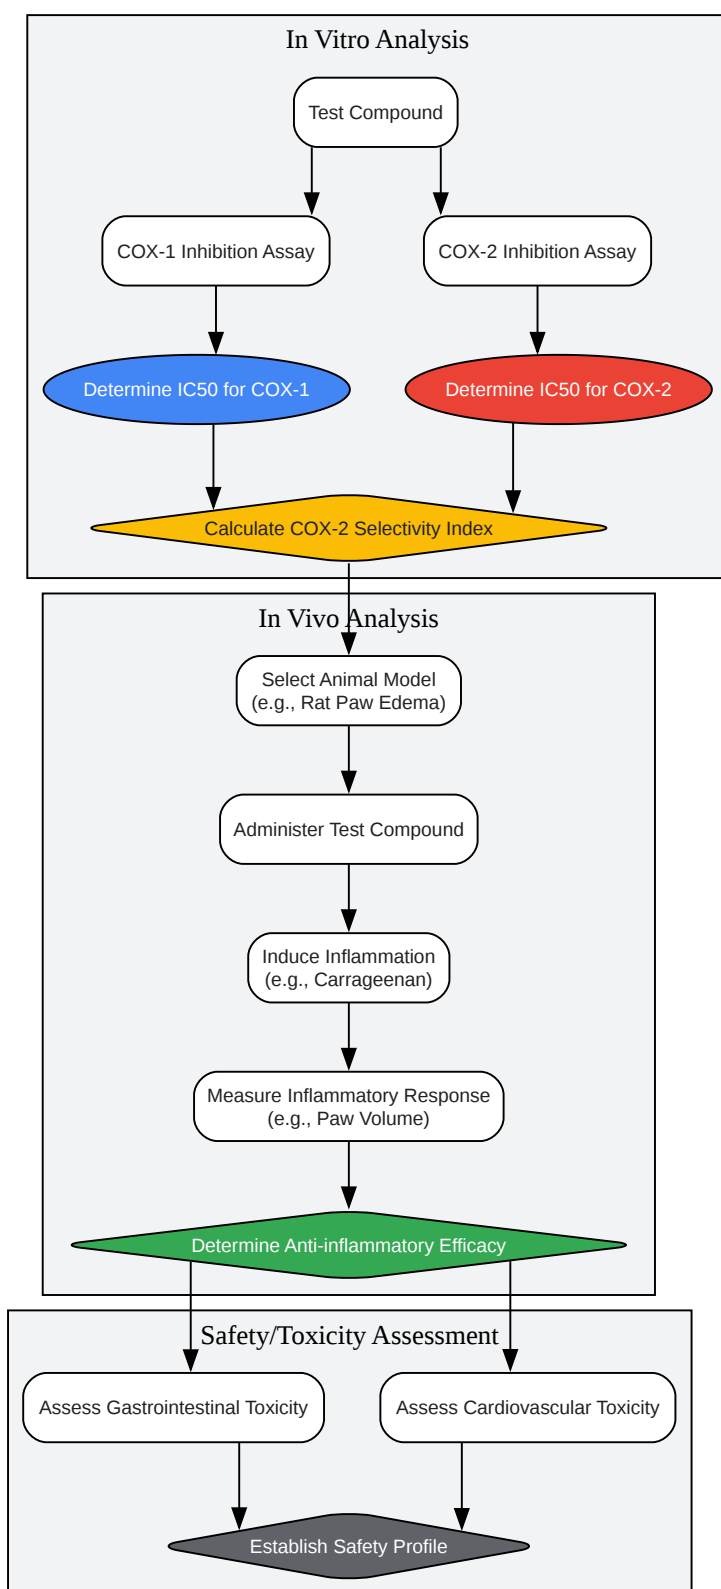 In Vitro Analysis
Test Compound
COX-1 Inhibition Assay
COX-2 Inhibition Assay
Determine IC50 for COX-1
Determine IC50 for COX-2
Calculate COX-2 Selectivity Index
In Vivo Analysis
Select Animal Model
(e.g., Rat Paw Edema)
Administer Test Compound
Induce Inflammation
(e.g., Carrageenan)
Measure Inflammatory Response
(e.g., Paw Volume)
Determine Anti-inflammatory Efficacy
Safety/Toxicity Assessment
Assess Gastrointestinal Toxicity
Assess Cardiovascular Toxicity
Establish Safety Profile